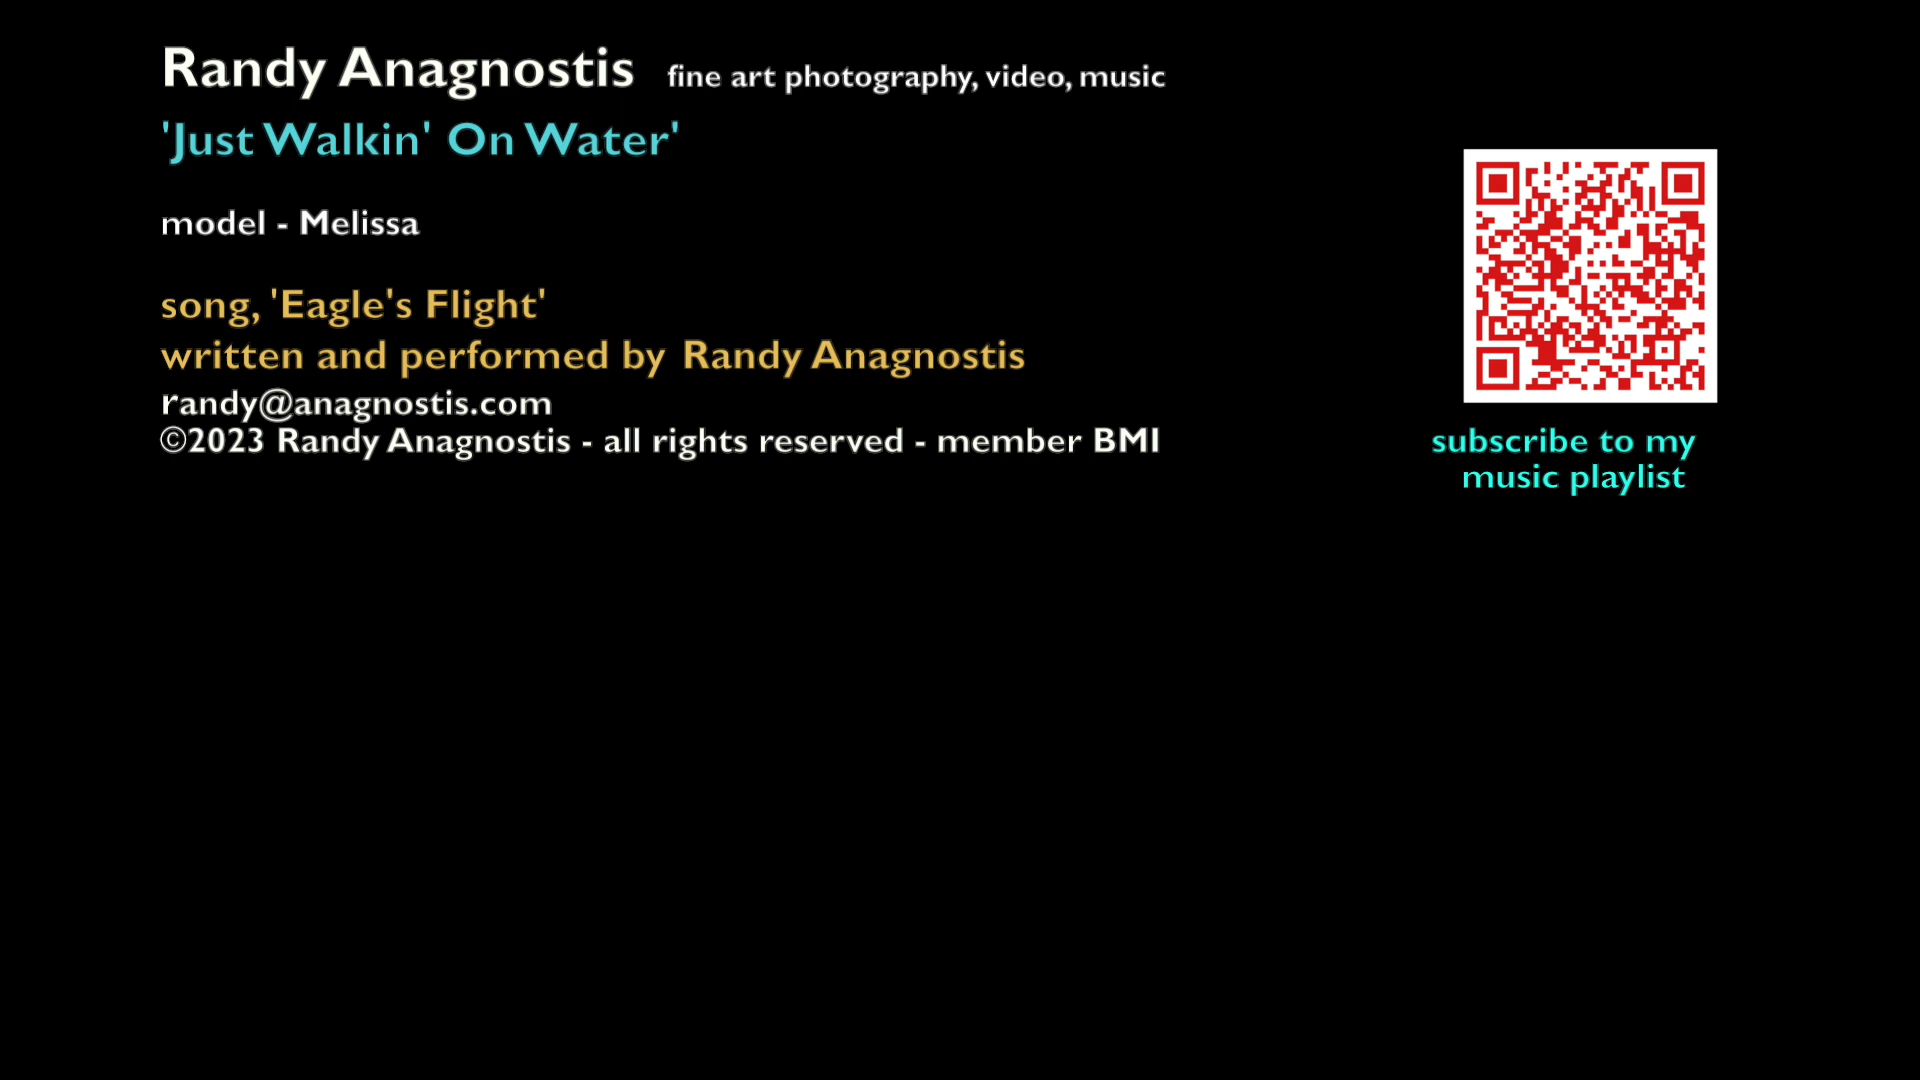 Randy Anagnostis fine art photography, video, music
'Just Walkin' On Water'
model - Melissa
song, 'Eagle's Flight'
written and performed by Randy Anagnostis
randy@anagnostis.com
©2023 Randy Anagnostis - all rights reserved - member BMI
subscribe to my
music playlist